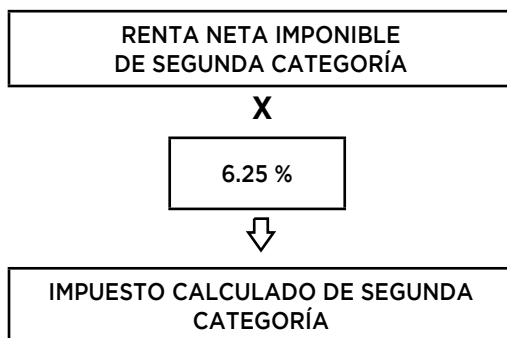 RENTA NETA IMPONIBLE
DE SEGUNDA CATEGORÍA
X
6.25 %
IMPUESTO CALCULADO DE SEGUNDA
CATEGORÍA